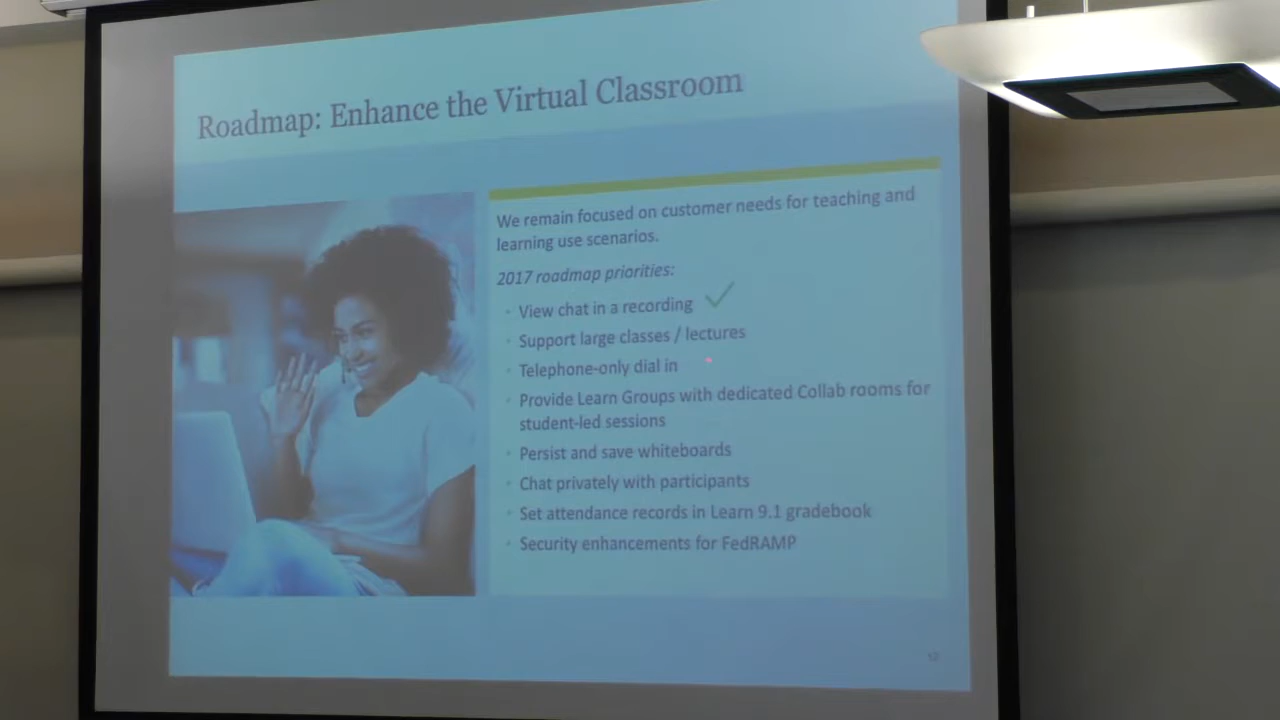 Roadmap: Enhance the Virtual Classroom
We remain focused on customer needs for teaching and
learning use scenarios.
2017 roadmap priorities:
• View chat in a recording ✓
• Support large classes / lectures
• Telephone-only dial in
• Provide Learn Groups with dedicated Collab rooms for
student-led sessions
• Persist and save whiteboards
• Chat privately with participants
• Set attendance records in Learn 9.1 gradebook
• Security enhancements for FedRAMP